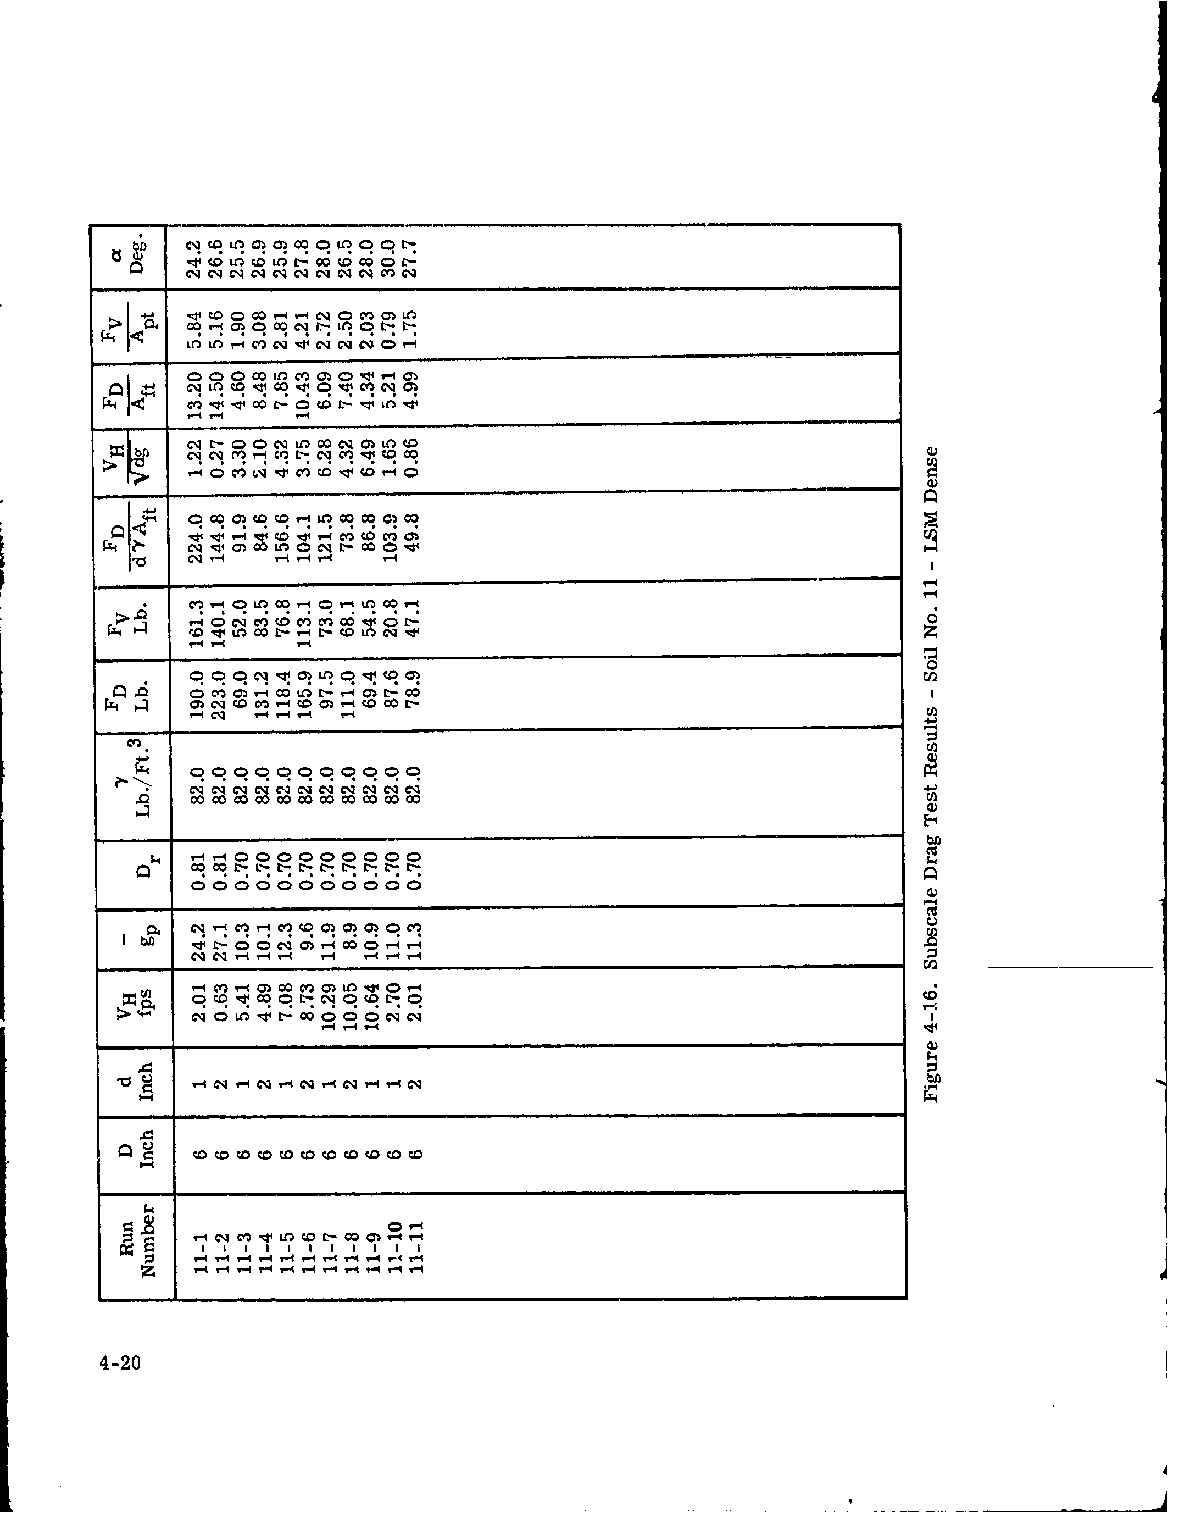 Run Number | D Inch | d Inch | V_H fps | – g_p | D_r | γ Lb./Ft.³ | F_D Lb. | F_V Lb. | F_D / d γ A_ft | V_H / √dg | F_D / A_ft | F_V / A_pt | α Deg.
11-1 | 6 | 1 | 2.01 | 24.2 | 0.81 | 82.0 | 190.0 | 161.3 | 224.0 | 1.22 | 13.20 | 5.84 | 24.2
11-2 | 6 | 2 | 0.63 | 27.1 | 0.81 | 82.0 | 223.0 | 140.1 | 144.8 | 0.27 | 14.50 | 5.16 | 26.6
11-3 | 6 | 1 | 5.41 | 10.3 | 0.70 | 82.0 | 69.0 | 52.0 | 91.9 | 3.30 | 4.60 | 1.90 | 25.5
11-4 | 6 | 2 | 4.89 | 10.1 | 0.70 | 82.0 | 131.2 | 83.5 | 84.6 | 2.10 | 8.48 | 3.08 | 26.9
11-5 | 6 | 1 | 7.08 | 12.3 | 0.70 | 82.0 | 118.4 | 76.8 | 156.6 | 4.32 | 7.85 | 2.81 | 25.9
11-6 | 6 | 2 | 8.73 | 9.6 | 0.70 | 82.0 | 165.9 | 113.1 | 104.1 | 3.75 | 10.43 | 4.21 | 27.8
11-7 | 6 | 1 | 10.29 | 11.9 | 0.70 | 82.0 | 97.5 | 73.0 | 121.5 | 6.28 | 6.09 | 2.72 | 28.0
11-8 | 6 | 2 | 10.05 | 8.9 | 0.70 | 82.0 | 111.0 | 68.1 | 73.8 | 4.32 | 7.40 | 2.50 | 26.5
11-9 | 6 | 1 | 10.64 | 10.9 | 0.70 | 82.0 | 69.4 | 54.5 | 86.8 | 6.49 | 4.34 | 2.03 | 28.0
11-10 | 6 | 1 | 2.70 | 11.0 | 0.70 | 82.0 | 87.6 | 20.8 | 103.9 | 1.65 | 5.21 | 0.79 | 30.0
11-11 | 6 | 2 | 2.01 | 11.3 | 0.70 | 82.0 | 78.9 | 47.1 | 49.8 | 0.86 | 4.99 | 1.75 | 27.7
Figure 4-16. Subscale Drag Test Results - Soil No. 11 - LSM Dense
4-20